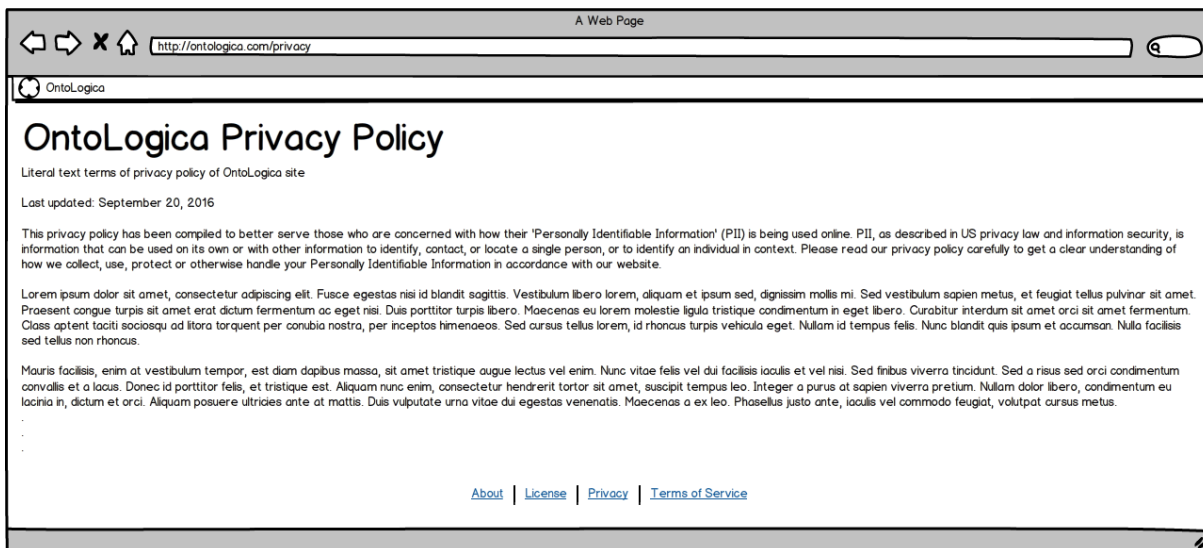 A Web Page
http://ontologica.com/privacy
OntoLogica
OntoLogica Privacy Policy
Literal text terms of privacy policy of OntoLogica site
Last updated: September 20, 2016
This privacy policy has been compiled to better serve those who are concerned with how their 'Personally Identifiable Information' (PII) is being used online. PII, as described in US privacy law and information security, is
information that can be used on its own or with other information to identify, contact, or locate a single person, or to identify an individual in context. Please read our privacy policy carefully to get a clear understanding of
how we collect, use, protect or otherwise handle your Personally Identifiable Information in accordance with our website.
Lorem ipsum dolor sit amet, consectetur adipiscing elit. Fusce egestas nisi id blandit sagittis. Vestibulum libero lorem, aliquam et ipsum sed, dignissim mollis mi. Sed vestibulum sapien metus, et feugiat tellus pulvinar sit amet.
Praesent congue turpis sit amet erat dictum fermentum ac eget nisi. Duis porttitor turpis libero. Maecenas eu lorem molestie ligula tristique condimentum in eget libero. Curabitur interdum sit amet orci sit amet fermentum.
Class aptent taciti sociosqu ad litora torquent per conubia nostra, per inceptos himenaeos. Sed cursus tellus lorem, id rhoncus turpis vehicula eget. Nullam id tempus felis. Nunc blandit quis ipsum et accumsan. Nulla facilisis
sed tellus non rhoncus.
Mauris facilisis, enim at vestibulum tempor, est diam dapibus massa, sit amet tristique augue lectus vel enim. Nunc vitae felis vel dui facilisis iaculis et vel nisi. Sed finibus viverra tincidunt. Sed a risus sed orci condimentum
convallis et a lacus. Donec id porttitor felis, et tristique est. Aliquam nunc enim, consectetur hendrerit tortor sit amet, suscipit tempus leo. Integer a purus at sapien viverra pretium. Nullam dolor libero, condimentum eu
lacinia in, dictum et orci. Aliquam posuere ultricies ante at mattis. Duis vulputate urna vitae dui egestas venenatis. Maecenas a ex leo. Phasellus justo ante, iaculis vel commodo feugiat, volutpat cursus metus.
.
.
.
About | License | Privacy | Terms of Service